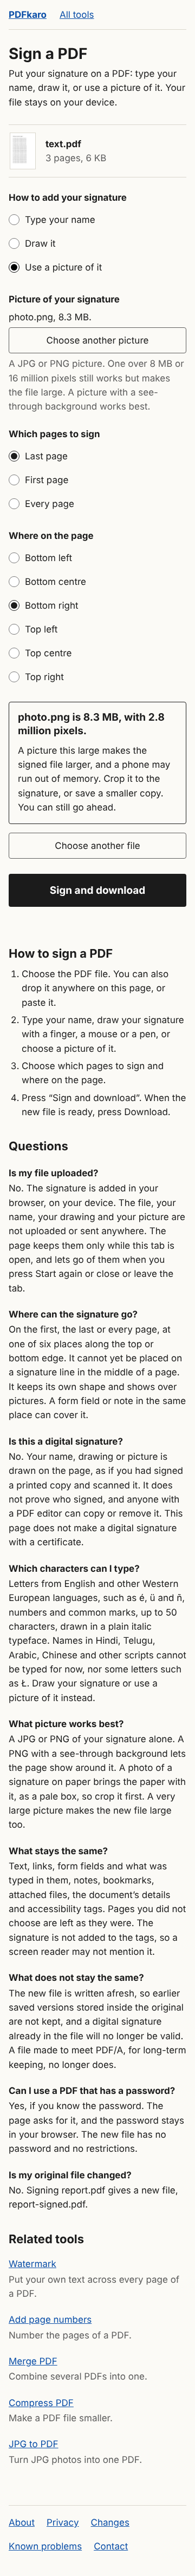 PDFkaro All tools
Sign a PDF
Put your signature on a PDF: type your
name, draw it, or use a picture of it. Your
file stays on your device.
text.pdf
3 pages, 6 KB
How to add your signature
Type your name
Draw it
Use a picture of it
Picture of your signature
photo.png, 8.3 MB.
Choose another picture
A JPG or PNG picture. One over 8 MB or
16 million pixels still works but makes
the file large. A picture with a see-
through background works best.
Which pages to sign
Last page
First page
Every page
Where on the page
Bottom left
Bottom centre
Bottom right
Top left
Top centre
Top right
photo.png is 8.3 MB, with 2.8
million pixels.
A picture this large makes the
signed file larger, and a phone may
run out of memory. Crop it to the
signature, or save a smaller copy.
You can still go ahead.
Choose another file
Sign and download
How to sign a PDF
1. Choose the PDF file. You can also
drop it anywhere on this page, or
paste it.
2. Type your name, draw your signature
with a finger, a mouse or a pen, or
choose a picture of it.
3. Choose which pages to sign and
where on the page.
4. Press “Sign and download”. When the
new file is ready, press Download.
Questions
Is my file uploaded?
No. The signature is added in your
browser, on your device. The file, your
name, your drawing and your picture are
not uploaded or sent anywhere. The
page keeps them only while this tab is
open, and lets go of them when you
press Start again or close or leave the
tab.
Where can the signature go?
On the first, the last or every page, at
one of six places along the top or
bottom edge. It cannot yet be placed on
a signature line in the middle of a page.
It keeps its own shape and shows over
pictures. A form field or note in the same
place can cover it.
Is this a digital signature?
No. Your name, drawing or picture is
drawn on the page, as if you had signed
a printed copy and scanned it. It does
not prove who signed, and anyone with
a PDF editor can copy or remove it. This
page does not make a digital signature
with a certificate.
Which characters can I type?
Letters from English and other Western
European languages, such as é, ü and ñ,
numbers and common marks, up to 50
characters, drawn in a plain italic
typeface. Names in Hindi, Telugu,
Arabic, Chinese and other scripts cannot
be typed for now, nor some letters such
as Ł. Draw your signature or use a
picture of it instead.
What picture works best?
A JPG or PNG of your signature alone. A
PNG with a see-through background lets
the page show around it. A photo of a
signature on paper brings the paper with
it, as a pale box, so crop it first. A very
large picture makes the new file large
too.
What stays the same?
Text, links, form fields and what was
typed in them, notes, bookmarks,
attached files, the document’s details
and accessibility tags. Pages you did not
choose are left as they were. The
signature is not added to the tags, so a
screen reader may not mention it.
What does not stay the same?
The new file is written afresh, so earlier
saved versions stored inside the original
are not kept, and a digital signature
already in the file will no longer be valid.
A file made to meet PDF/A, for long-term
keeping, no longer does.
Can I use a PDF that has a password?
Yes, if you know the password. The
page asks for it, and the password stays
in your browser. The new file has no
password and no restrictions.
Is my original file changed?
No. Signing report.pdf gives a new file,
report-signed.pdf.
Related tools
Watermark
Put your own text across every page of
a PDF.
Add page numbers
Number the pages of a PDF.
Merge PDF
Combine several PDFs into one.
Compress PDF
Make a PDF file smaller.
JPG to PDF
Turn JPG photos into one PDF.
About Privacy Changes
Known problems Contact